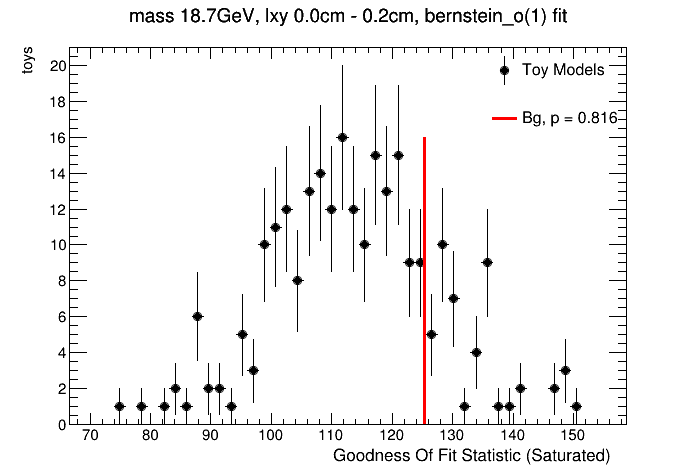 mass 18.7GeV, lxy 0.0cm - 0.2cm, bernstein_o(1) fit
toys
20
18
16
14
12
10
8
6
4
2
0
Toy Models
Bg, p = 0.816
70 80 90 100 110 120 130 140 150
Goodness Of Fit Statistic (Saturated)